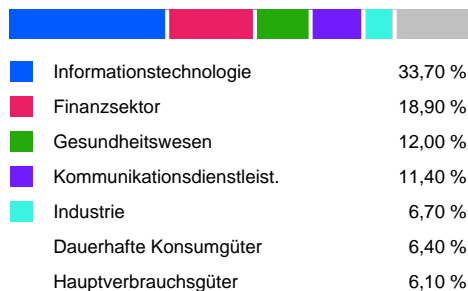 Informationstechnologie 33,70 %
Finanzsektor 18,90 %
Gesundheitswesen 12,00 %
Kommunikationsdienstleist. 11,40 %
Industrie 6,70 %
Dauerhafte Konsumgüter 6,40 %
Hauptverbrauchsgüter 6,10 %